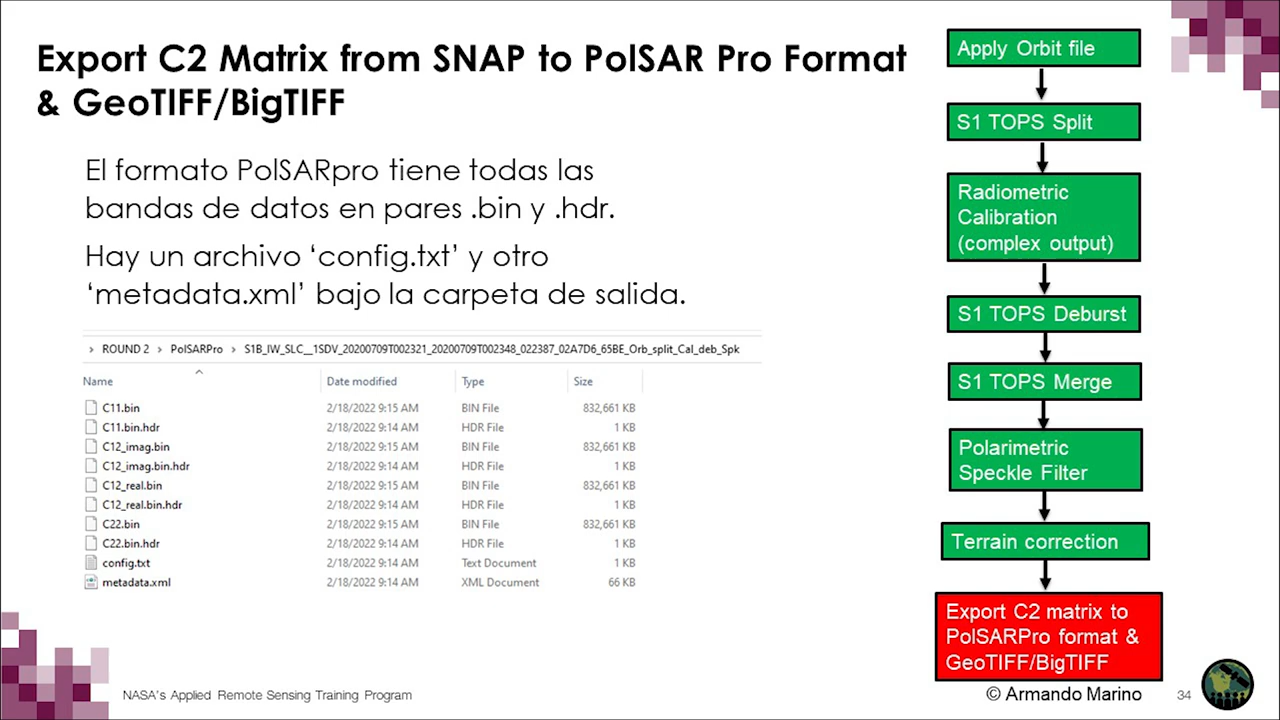 Export C2 Matrix from SNAP to PolSAR Pro Format
& GeoTIFF/BigTIFF
El formato PolSARpro tiene todas las
bandas de datos en pares .bin y .hdr.
Hay un archivo ‘config.txt’ y otro
‘metadata.xml’ bajo la carpeta de salida.
› ROUND 2 › PolSARPro › S1B_IW_SLC__1SDV_20200709T002321_20200709T002348_022387_02A7D6_65BE_Orb_split_Cal_deb_Spk
Name Date modified Type Size
C11.bin 2/18/2022 9:15 AM BIN File 832,661 KB
C11.bin.hdr 2/18/2022 9:14 AM HDR File 1 KB
C12_imag.bin 2/18/2022 9:15 AM BIN File 832,661 KB
C12_imag.bin.hdr 2/18/2022 9:14 AM HDR File 1 KB
C12_real.bin 2/18/2022 9:15 AM BIN File 832,661 KB
C12_real.bin.hdr 2/18/2022 9:14 AM HDR File 1 KB
C22.bin 2/18/2022 9:15 AM BIN File 832,661 KB
C22.bin.hdr 2/18/2022 9:14 AM HDR File 1 KB
config.txt 2/18/2022 9:14 AM Text Document 1 KB
metadata.xml 2/18/2022 9:14 AM XML Document 66 KB
Apply Orbit file
S1 TOPS Split
Radiometric
Calibration
(complex output)
S1 TOPS Deburst
S1 TOPS Merge
Polarimetric
Speckle Filter
Terrain correction
Export C2 matrix to
PolSARPro format &
GeoTIFF/BigTIFF
NASA's Applied Remote Sensing Training Program
© Armando Marino
34